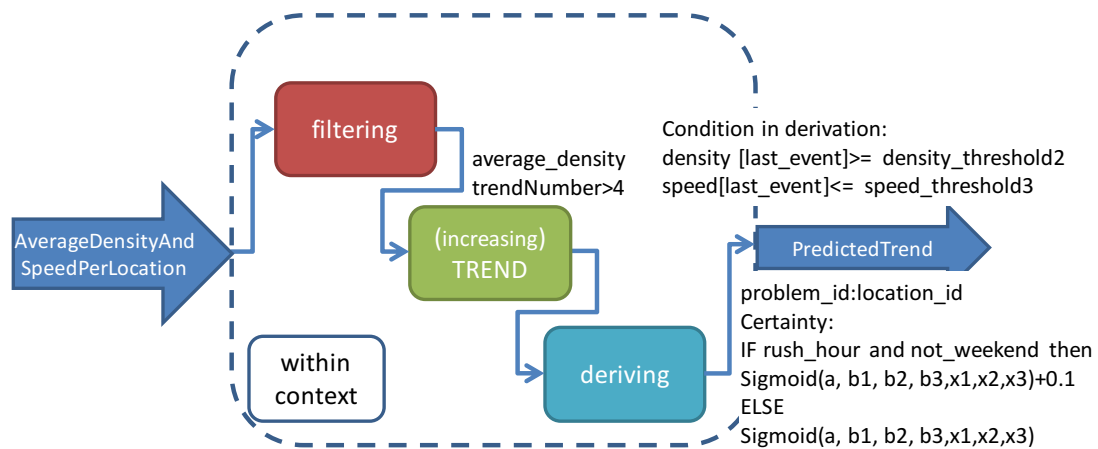 filtering
average_density
trendNumber>4
Condition in derivation:
density [last_event]>= density_threshold2
speed[last_event]<= speed_threshold3
AverageDensityAnd
SpeedPerLocation
(increasing)
TREND
PredictedTrend
within
context
deriving
problem_id:location_id
Certainty:
IF rush_hour and not_weekend then
Sigmoid(a, b1, b2, b3,x1,x2,x3)+0.1
ELSE
Sigmoid(a, b1, b2, b3,x1,x2,x3)